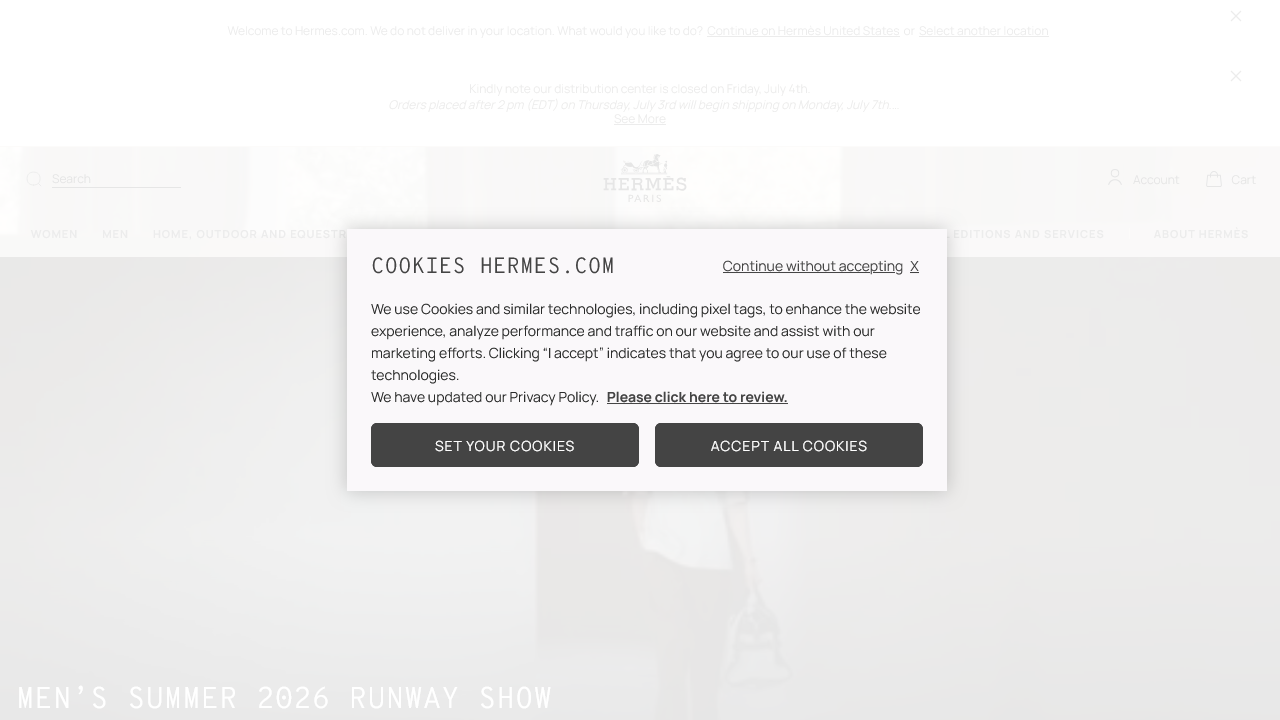 Welcome to Hermes.com. We do not deliver in your location. What would you like to do? Continue on Hermès United States or Select another location
Kindly note our distribution center is closed on Friday, July 4th.
Orders placed after 2 pm (EDT) on Thursday, July 3rd will begin shipping on Monday, July 7th...
See More
Search
HERMÈS
PARIS
Account
Cart
WOMEN
MEN
HOME, OUTDOOR AND EQUESTR
EDITIONS AND SERVICES
ABOUT HERMÈS
COOKIES HERMES.COM
Continue without accepting X
We use Cookies and similar technologies, including pixel tags, to enhance the website
experience, analyze performance and traffic on our website and assist with our
marketing efforts. Clicking “I accept” indicates that you agree to our use of these
technologies.
We have updated our Privacy Policy. Please click here to review.
SET YOUR COOKIES
ACCEPT ALL COOKIES
MEN’S SUMMER 2026 RUNWAY SHOW